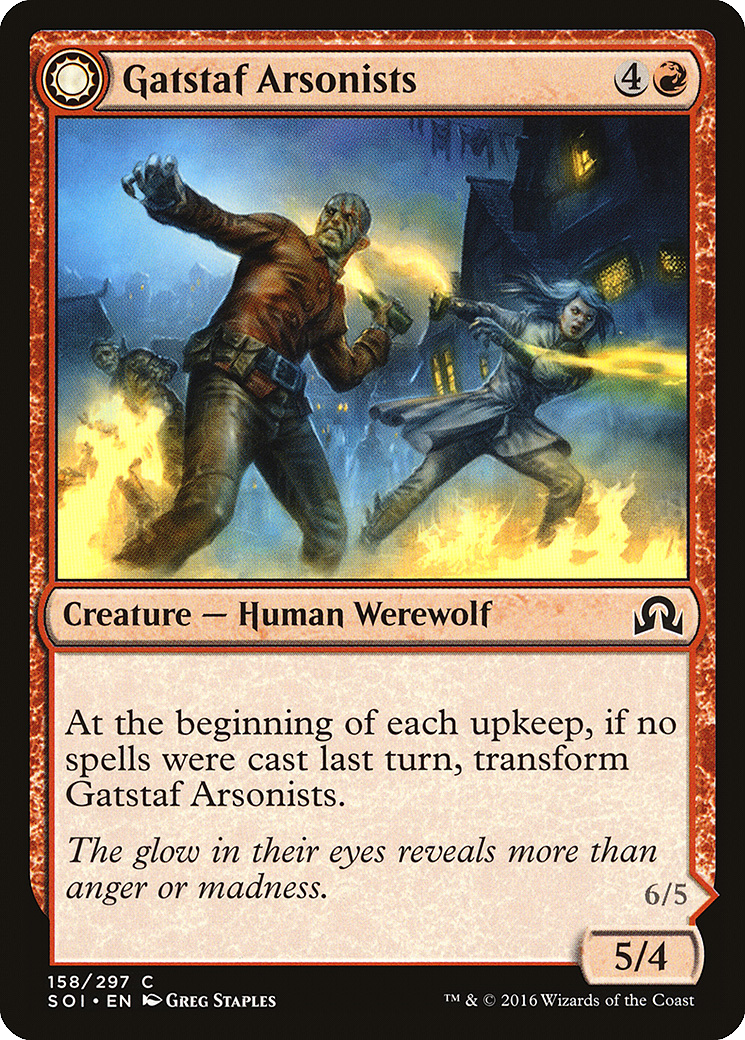 Gatstaf Arsonists 4
Creature — Human Werewolf
At the beginning of each upkeep, if no
spells were cast last turn, transform
Gatstaf Arsonists.
The glow in their eyes reveals more than
anger or madness.
6/5
5/4
158/297 C
SOI • EN Greg Staples
™ & © 2016 Wizards of the Coast